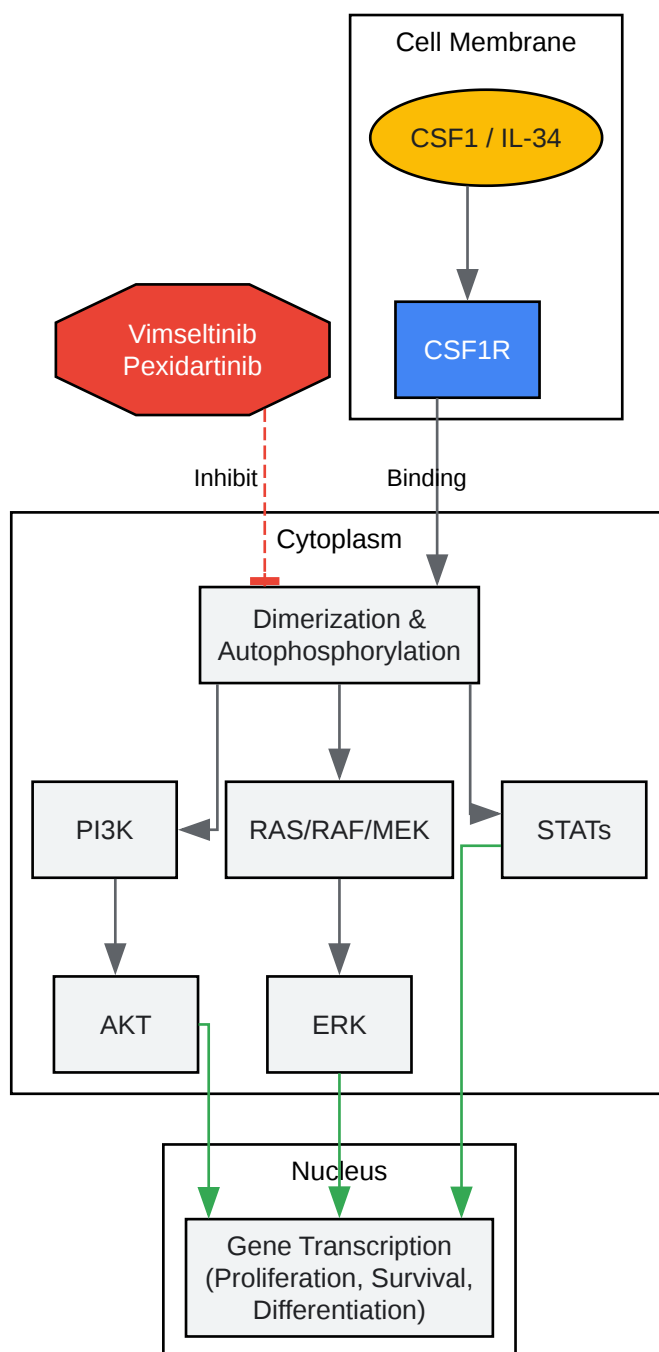 Cell Membrane
CSF1 / IL-34
Vimseltinib
Pexidartinib
CSF1R
Inhibit
Binding
Cytoplasm
Dimerization &
Autophosphorylation
PI3K
RAS/RAF/MEK
STATs
AKT
ERK
Nucleus
Gene Transcription
(Proliferation, Survival,
Differentiation)